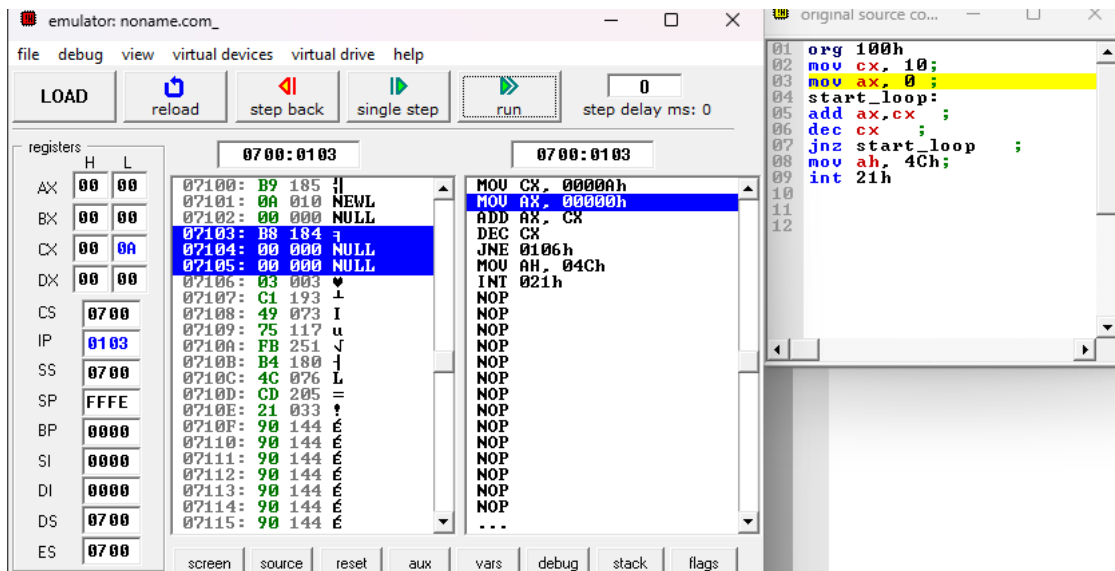 emulator: noname.com_
file debug view virtual devices virtual drive help
LOAD
reload
step back
single step
run
0
step delay ms: 0
registers
H L
AX 00 00
BX 00 00
CX 00 0A
DX 00 00
CS 0700
IP 0103
SS 0700
SP FFFE
BP 0000
SI 0000
DI 0000
DS 0700
ES 0700
0700:0103
07100: B9 185 ╣
07101: 0A 010 NEWL
07102: 00 000 NULL
07103: B8 184 ╕
07104: 00 000 NULL
07105: 00 000 NULL
07106: 03 003 ♥
07107: C1 193 ┴
07108: 49 073 I
07109: 75 117 u
0710A: FB 251 √
0710B: B4 180 ┤
0710C: 4C 076 L
0710D: CD 205 =
0710E: 21 033 !
0710F: 90 144 É
07110: 90 144 É
07111: 90 144 É
07112: 90 144 É
07113: 90 144 É
07114: 90 144 É
07115: 90 144 É
0700:0103
MOV CX, 0000Ah
MOV AX, 00000h
ADD AX, CX
DEC CX
JNE 0106h
MOV AH, 04Ch
INT 021h
NOP
NOP
NOP
NOP
NOP
NOP
NOP
NOP
NOP
NOP
NOP
NOP
NOP
NOP
...
screen source reset aux vars debug stack flags
original source co...
01 org 100h
02 mov cx, 10;
03 mov ax, 0 ;
04 start_loop:
05 add ax,cx ;
06 dec cx ;
07 jnz start_loop ;
08 mov ah, 4Ch;
09 int 21h
10
11
12